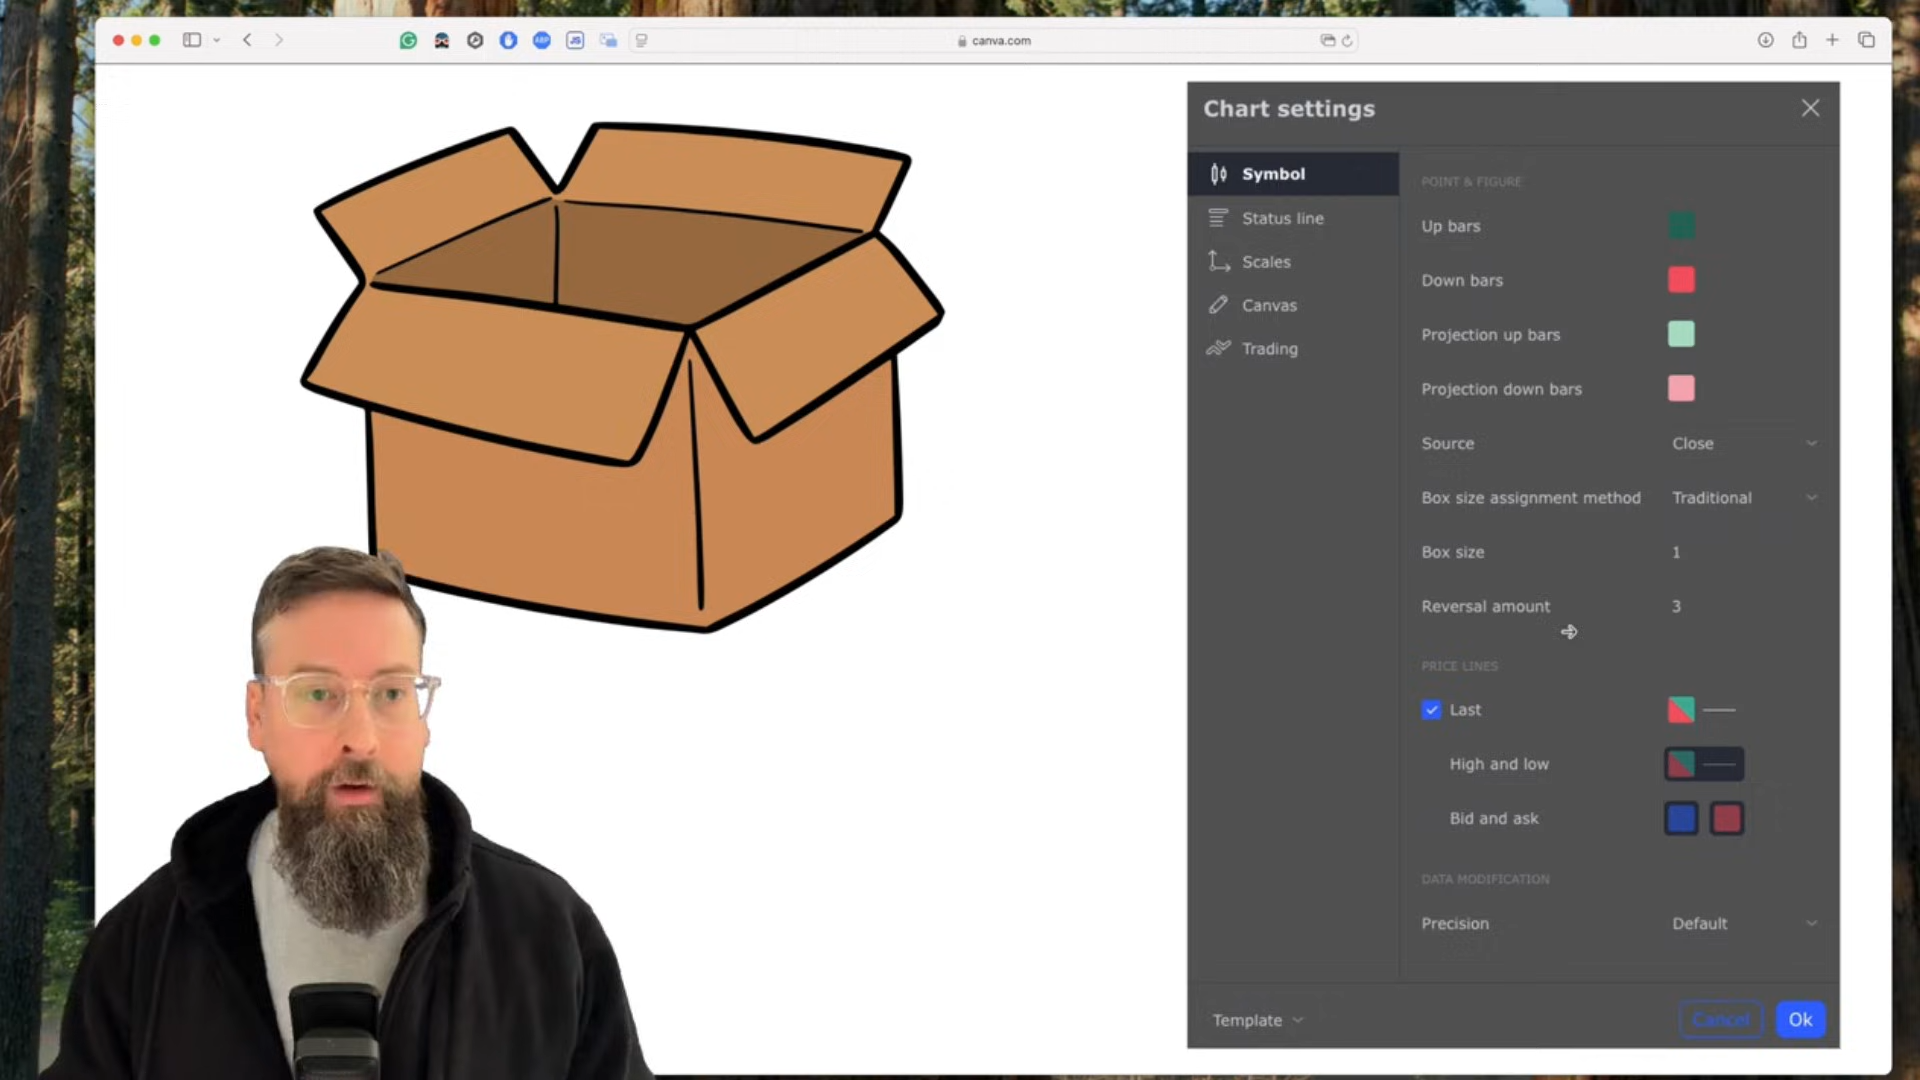 canva.com
ABP
JS
Chart settings
Symbol
Status line
Scales
Canvas
Trading
POINT & FIGURE
Up bars
Down bars
Projection up bars
Projection down bars
Source Close
Box size assignment method Traditional
Box size 1
Reversal amount 3
PRICE LINES
Last
High and low
Bid and ask
DATA MODIFICATION
Precision Default
Template
Cancel Ok